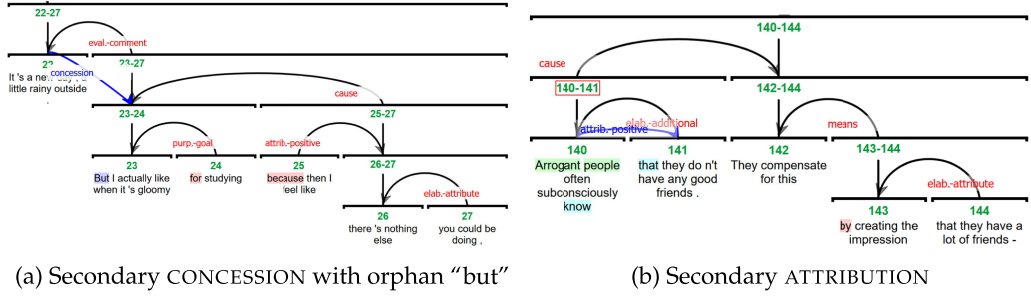 22-27
eval.-comment
23-27
concession
It 's a new
little rainy outside
.
cause
23-24
25-27
purp.-goal
attrib.-positive
23
24
25
26-27
But I actually like
when it 's gloomy
for studying
because then I
feel like
elab.-attribute
26
27
there 's nothing
else
you could be
doing ,
(a) Secondary CONCESSION with orphan “but”
140-144
cause
140-141
142-144
elab.-additional
attrib.-positive
means
140
141
142
143-144
Arrogant people
often
subconsciously
know
that they do n't
have any good
friends .
They compensate
for this
elab.-attribute
143
144
by creating the
impression
that they have a
lot of friends -
(b) Secondary ATTRIBUTION